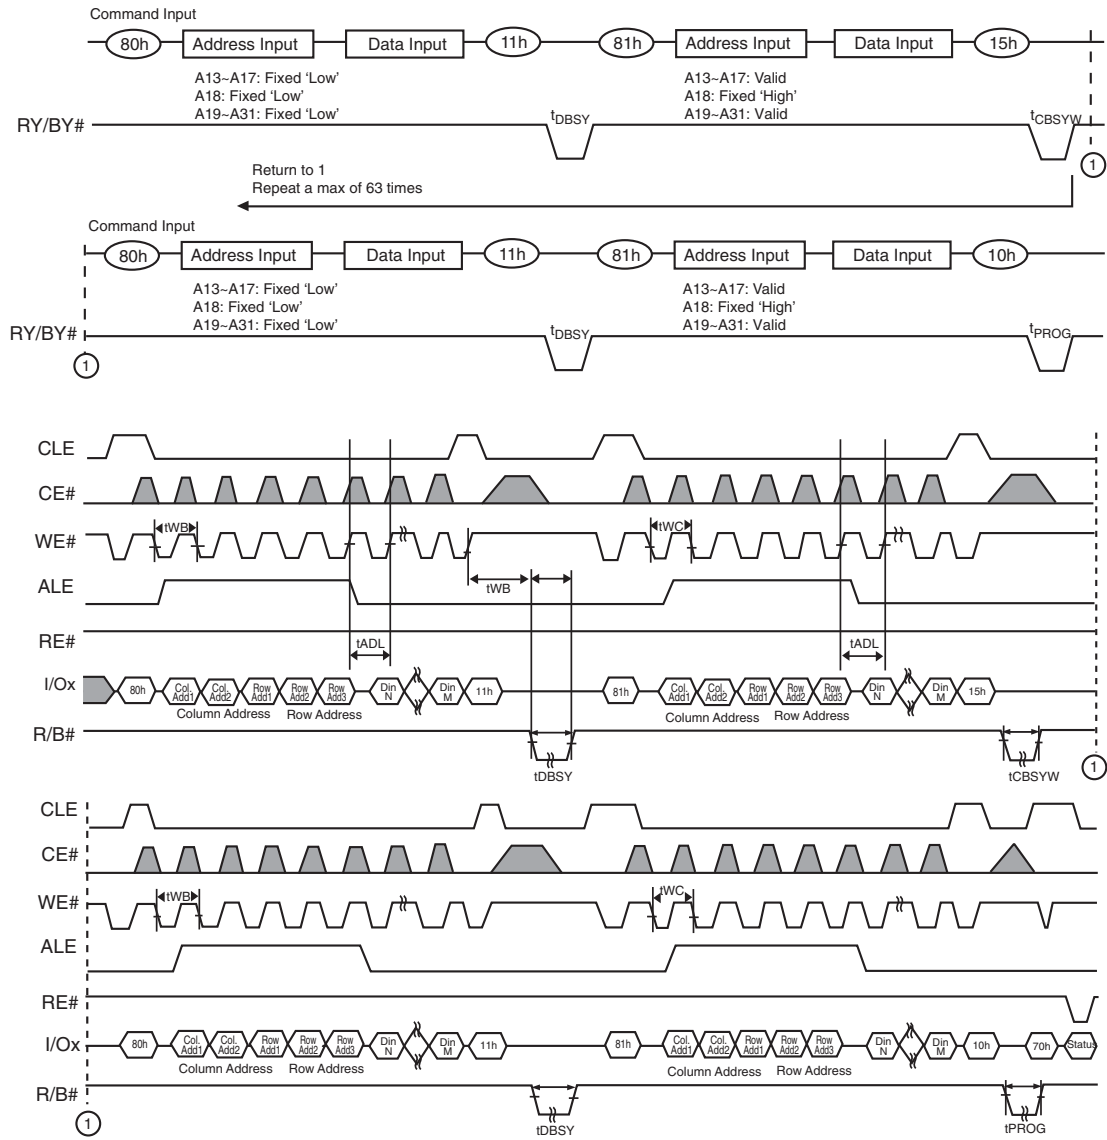 Command Input
80h Address Input Data Input 11h 81h Address Input Data Input 15h
A13~A17: Fixed ‘Low’ A13~A17: Valid
A18: Fixed ‘Low’ A18: Fixed ‘High’
A19~A31: Fixed ‘Low’ A19~A31: Valid
RY/BY# tDBSY tCBSYW
1
Return to 1
Repeat a max of 63 times
Command Input
80h Address Input Data Input 11h 81h Address Input Data Input 10h
A13~A17: Fixed ‘Low’ A13~A17: Valid
A18: Fixed ‘Low’ A18: Fixed ‘High’
A19~A31: Fixed ‘Low’ A19~A31: Valid
RY/BY# tDBSY tPROG
1
CLE
CE#
WE# tWB tWC
ALE tWB
RE#
tADL tADL
I/Ox 80h Col. Add1 Col. Add2 Row Add1 Row Add2 Row Add3 Din N Din M 11h 81h Col. Add1 Col. Add2 Row Add1 Row Add2 Row Add3 Din N Din M 15h
Column Address Row Address Column Address Row Address
R/B#
tDBSY tCBSYW 1
CLE
CE#
WE# tWB tWC
ALE
RE#
I/Ox 80h Col. Add1 Col. Add2 Row Add1 Row Add2 Row Add3 Din N Din M 11h 81h Col. Add1 Col. Add2 Row Add1 Row Add2 Row Add3 Din N Din M 10h 70h Status
Column Address Row Address Column Address Row Address
R/B#
1 tDBSY tPROG